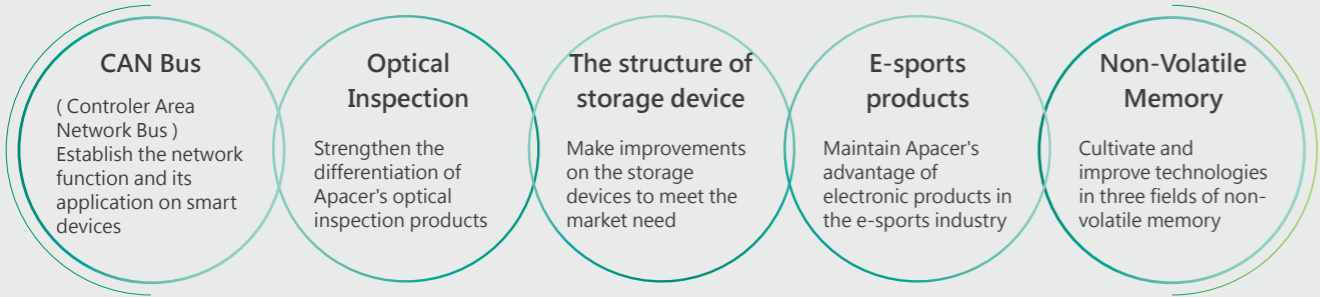 CAN Bus
( Controler Area
Network Bus )
Establish the network
function and its
application on smart
devices
Optical
Inspection
Strengthen the
differentiation of
Apacer's optical
inspection products
The structure of
storage device
Make improvements
on the storage
devices to meet the
market need
E-sports
products
Maintain Apacer's
advantage of
electronic products in
the e-sports industry
Non-Volatile
Memory
Cultivate and
improve technologies
in three fields of non-
volatile memory